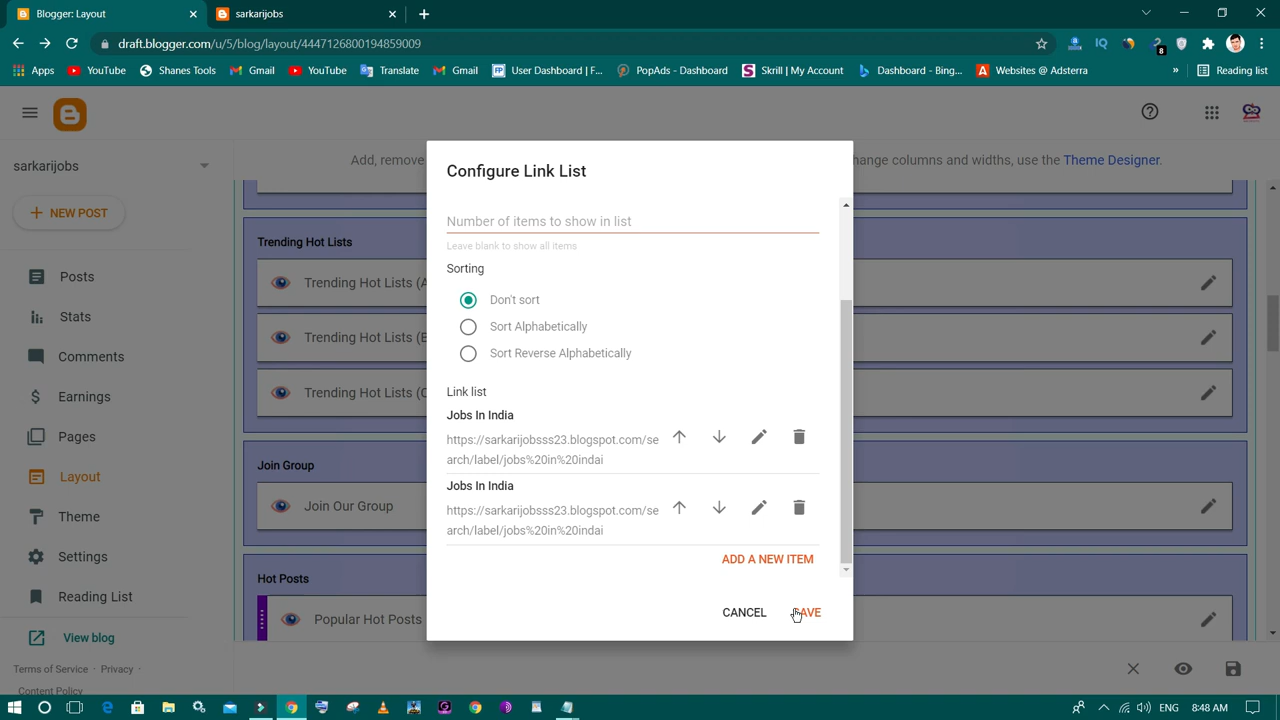 Blogger: Layout
sarkarijobs
draft.blogger.com/u/5/blog/layout/4447126800194859009
8
Apps
YouTube
Shanes Tools
Gmail
YouTube
Translate
Gmail
User Dashboard | F...
PopAds - Dashboard
Skrill | My Account
Dashboard - Bing...
Websites @ Adsterra
Reading list
sarkarijobs
NEW POST
Posts
Stats
Comments
Earnings
Pages
Layout
Theme
Settings
Reading List
View blog
Terms of Service · Privacy ·
Content Policy
Add, remove
hange columns and widths, use the Theme Designer.
Trending Hot Lists
Trending Hot Lists (A
Trending Hot Lists (B
Trending Hot Lists (C
Join Group
Join Our Group
Hot Posts
Popular Hot Posts
Configure Link List
Number of items to show in list
Leave blank to show all items
Sorting
Don't sort
Sort Alphabetically
Sort Reverse Alphabetically
Link list
Jobs In India
https://sarkarijobsss23.blogspot.com/se
arch/label/jobs%20in%20indai
Jobs In India
https://sarkarijobsss23.blogspot.com/se
arch/label/jobs%20in%20indai
ADD A NEW ITEM
CANCEL
SAVE
ENG
8:48 AM